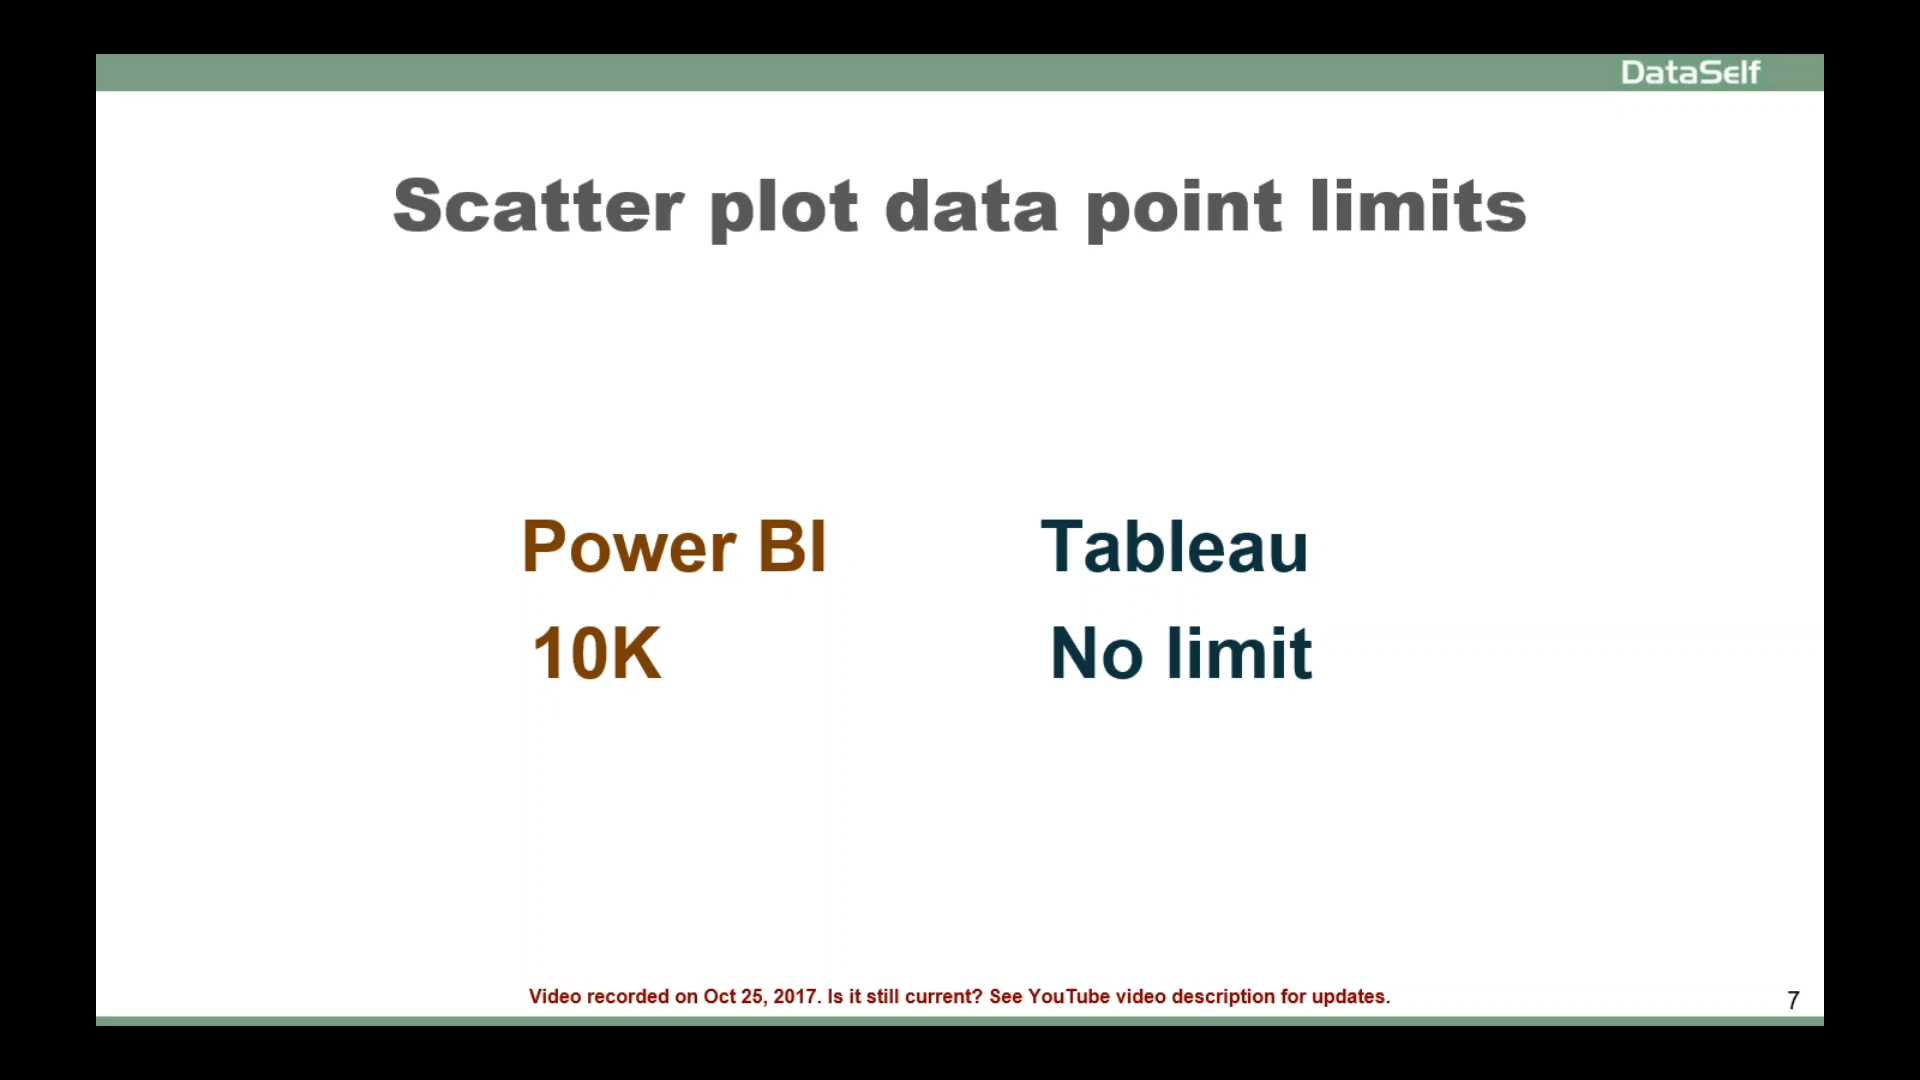 DataSelf
Scatter plot data point limits
Power BI Tableau
10K No limit
Video recorded on Oct 25, 2017. Is it still current? See YouTube video description for updates.
7